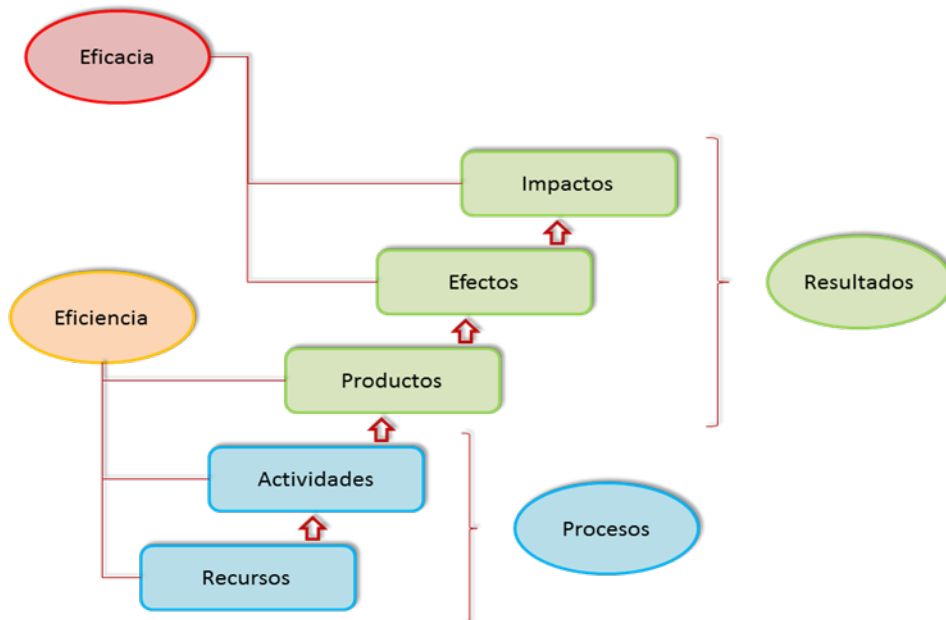 Eficacia
Impactos
Efectos
Resultados
Eficiencia
Productos
Actividades
Procesos
Recursos